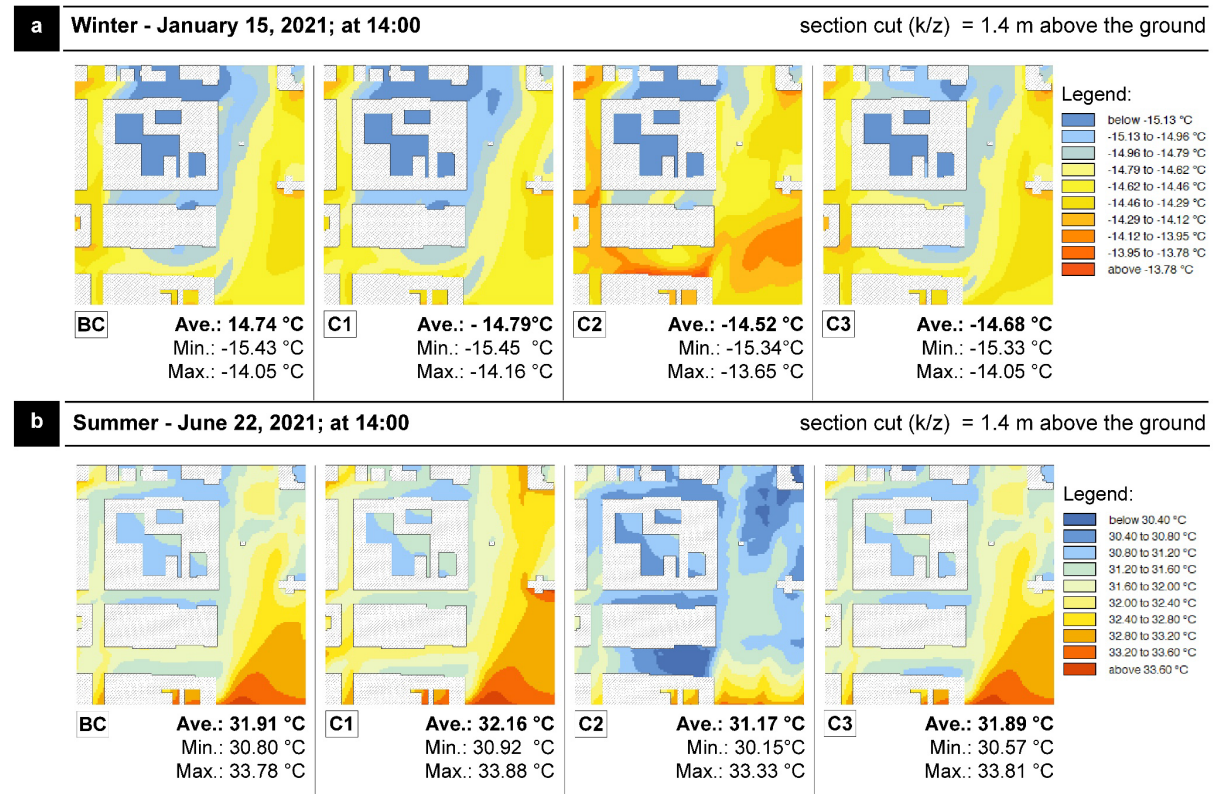 a Winter - January 15, 2021; at 14:00 section cut (k/z) = 1.4 m above the ground
Legend:
below -15.13 °C
-15.13 to -14.96 °C
-14.96 to -14.79 °C
-14.79 to -14.62 °C
-14.62 to -14.46 °C
-14.46 to -14.29 °C
-14.29 to -14.12 °C
-14.12 to -13.95 °C
-13.95 to -13.78 °C
above -13.78 °C
BC Ave.: 14.74 °C
Min.: -15.43 °C
Max.: -14.05 °C
C1 Ave.: - 14.79°C
Min.: -15.45 °C
Max.: -14.16 °C
C2 Ave.: -14.52 °C
Min.: -15.34°C
Max.: -13.65 °C
C3 Ave.: -14.68 °C
Min.: -15.33 °C
Max.: -14.05 °C
b Summer - June 22, 2021; at 14:00 section cut (k/z) = 1.4 m above the ground
Legend:
below 30.40 °C
30.40 to 30.80 °C
30.80 to 31.20 °C
31.20 to 31.60 °C
31.60 to 32.00 °C
32.00 to 32.40 °C
32.40 to 32.80 °C
32.80 to 33.20 °C
33.20 to 33.60 °C
above 33.60 °C
BC Ave.: 31.91 °C
Min.: 30.80 °C
Max.: 33.78 °C
C1 Ave.: 32.16 °C
Min.: 30.92 °C
Max.: 33.88 °C
C2 Ave.: 31.17 °C
Min.: 30.15°C
Max.: 33.33 °C
C3 Ave.: 31.89 °C
Min.: 30.57 °C
Max.: 33.81 °C